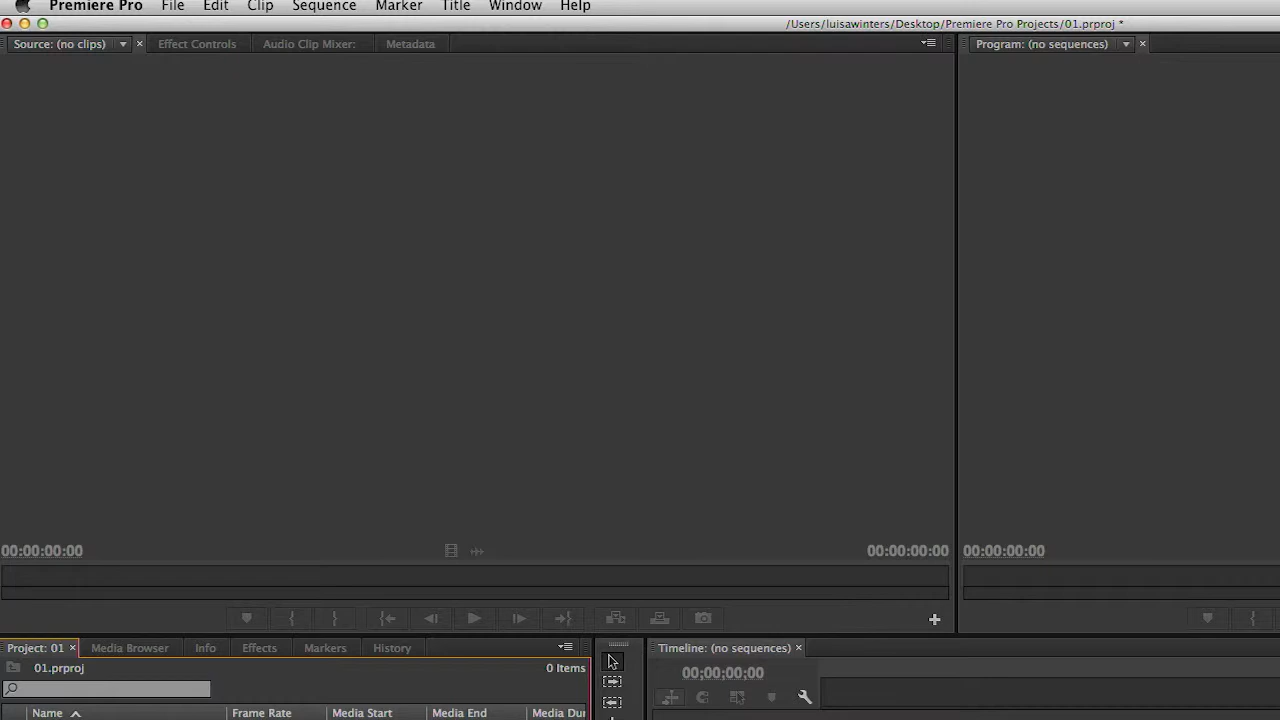 Premiere Pro File Edit Clip Sequence Marker Title Window Help
/Users/luisawinters/Desktop/Premiere Pro Projects/01.prproj *
Source: (no clips) Effect Controls Audio Clip Mixer: Metadata Program: (no sequences)
00:00:00:00 00:00:00:00 00:00:00:00
Project: 01 Media Browser Info Effects Markers History Timeline: (no sequences)
01.prproj 0 Items 00;00;00;00
Name Frame Rate Media Start Media End Media Dur